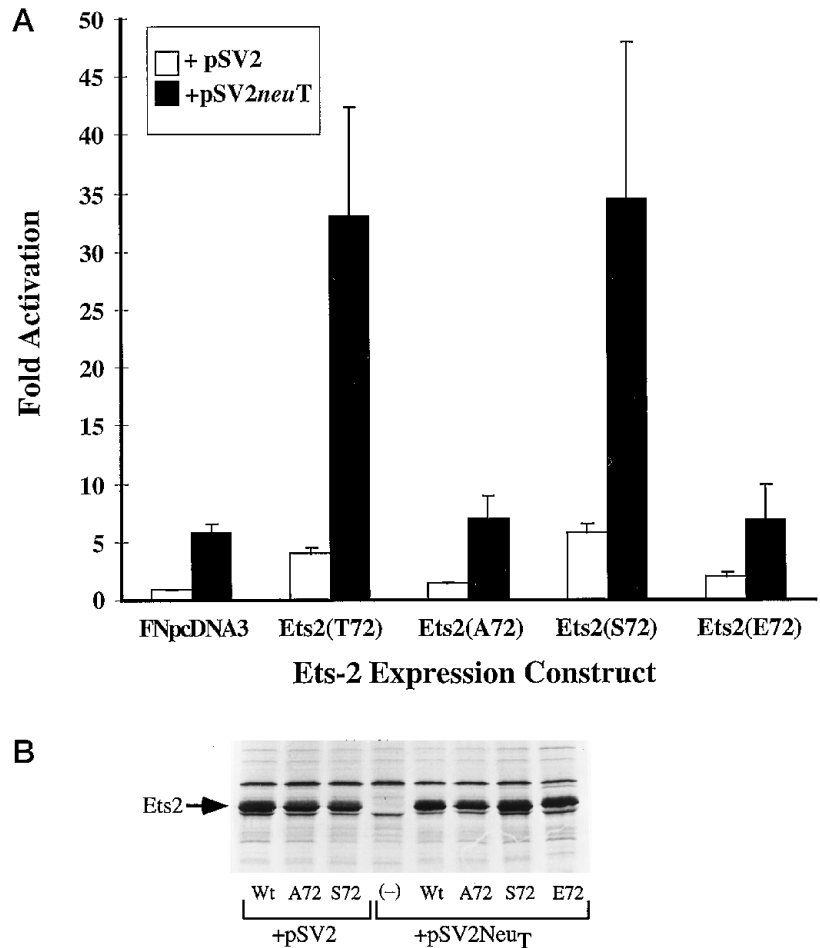 A
50
45
40
35
30
25
20
15
10
5
0
Fold Activation
+ pSV2
+pSV2neuT
FNpcDNA3 Ets2(T72) Ets2(A72) Ets2(S72) Ets2(E72)
Ets-2 Expression Construct
B
Ets2
Wt A72 S72 (–) Wt A72 S72 E72
+pSV2 +pSV2NeuT